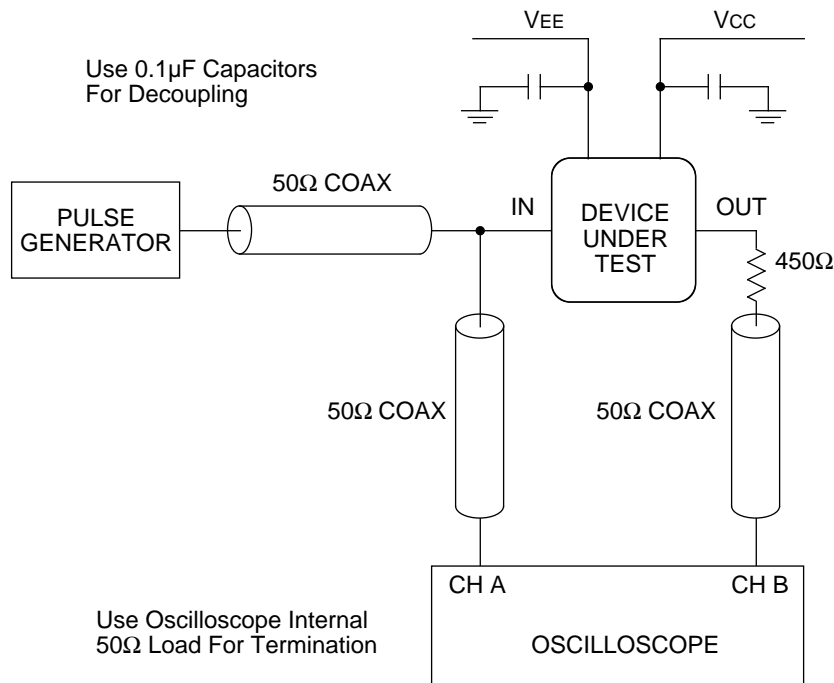 VEE
VCC
Use 0.1µF Capacitors
For Decoupling
50Ω COAX
PULSE
GENERATOR
IN
DEVICE
UNDER
TEST
OUT
450Ω
50Ω COAX
50Ω COAX
CH A
CH B
Use Oscilloscope Internal
50Ω Load For Termination
OSCILLOSCOPE